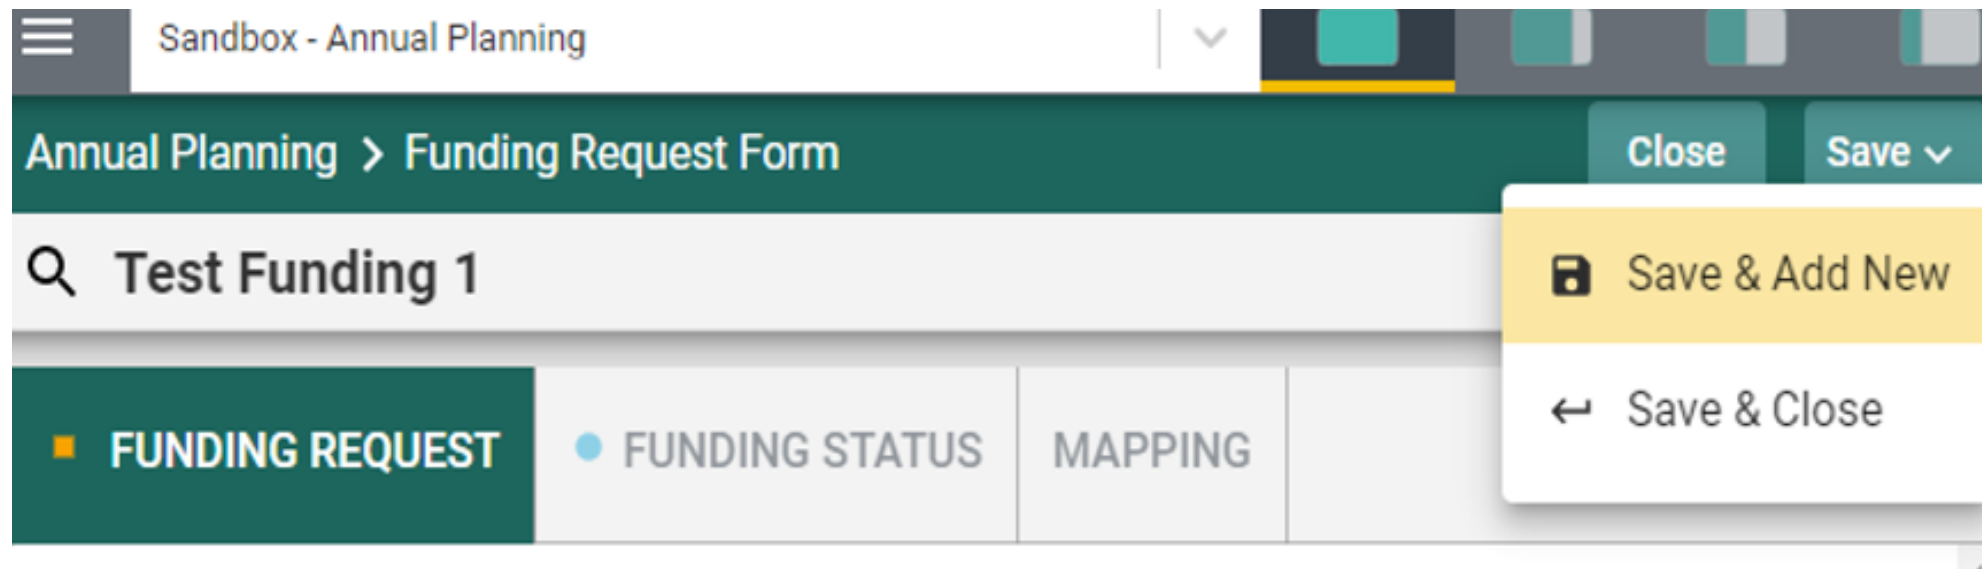 Sandbox - Annual Planning
Annual Planning > Funding Request Form
Close
Save
Test Funding 1
Save & Add New
Save & Close
FUNDING REQUEST
FUNDING STATUS
MAPPING